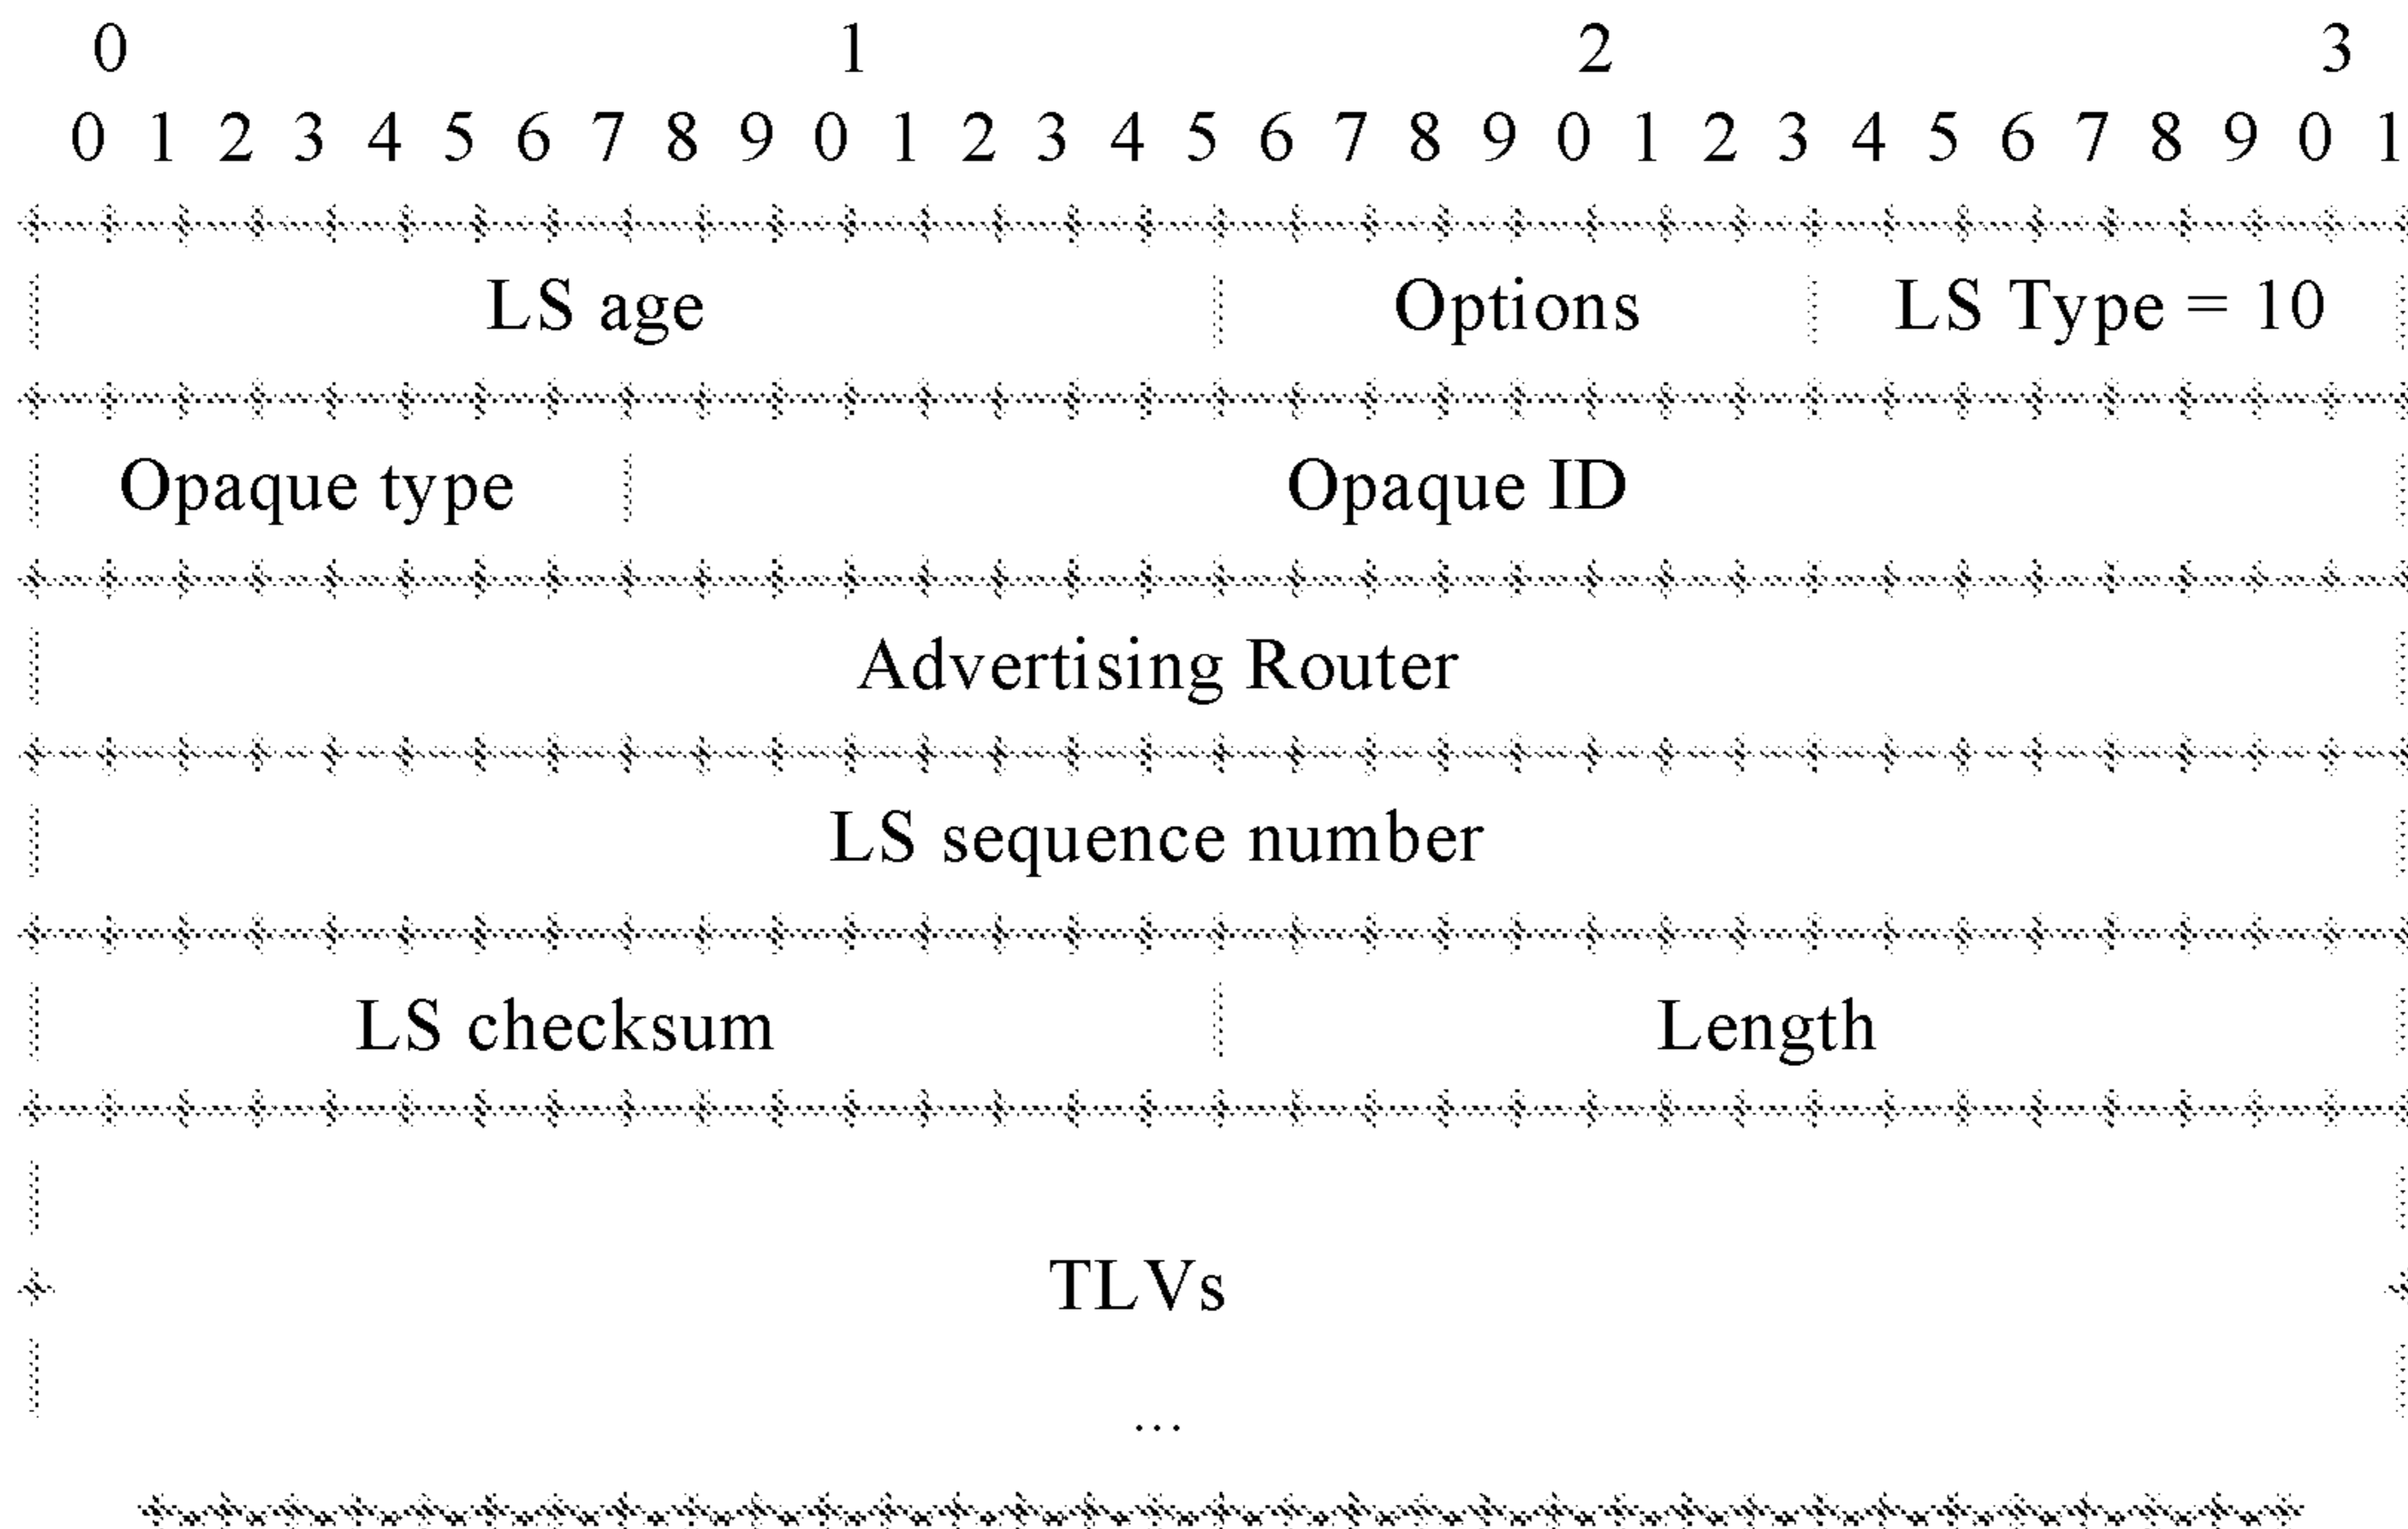 0 1 2 3
0 1 2 3 4 5 6 7 8 9 0 1 2 3 4 5 6 7 8 9 0 1 2 3 4 5 6 7 8 9 0 1
LS age Options LS Type = 10
Opaque type Opaque ID
Advertising Router
LS sequence number
LS checksum Length
TLVs
...